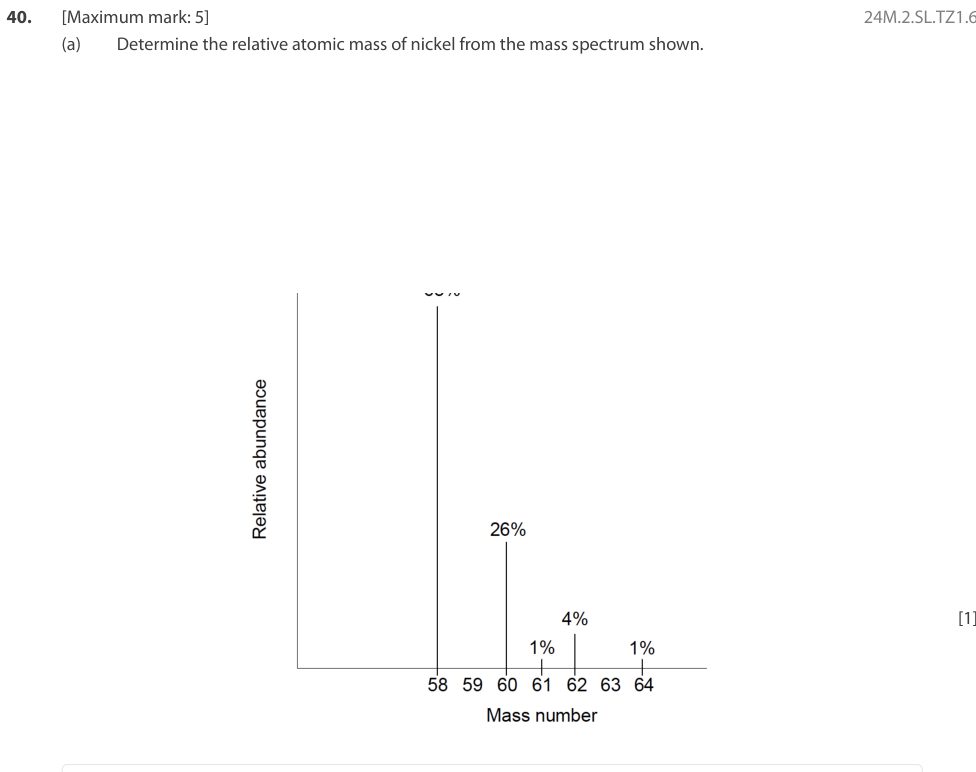 40. [Maximum mark: 5] 24M.2.SL.TZ1.6
(a) Determine the relative atomic mass of nickel from the mass spectrum shown.
Relative abundance
26%
4%
1% 1%
[1]
58 59 60 61 62 63 64
Mass number